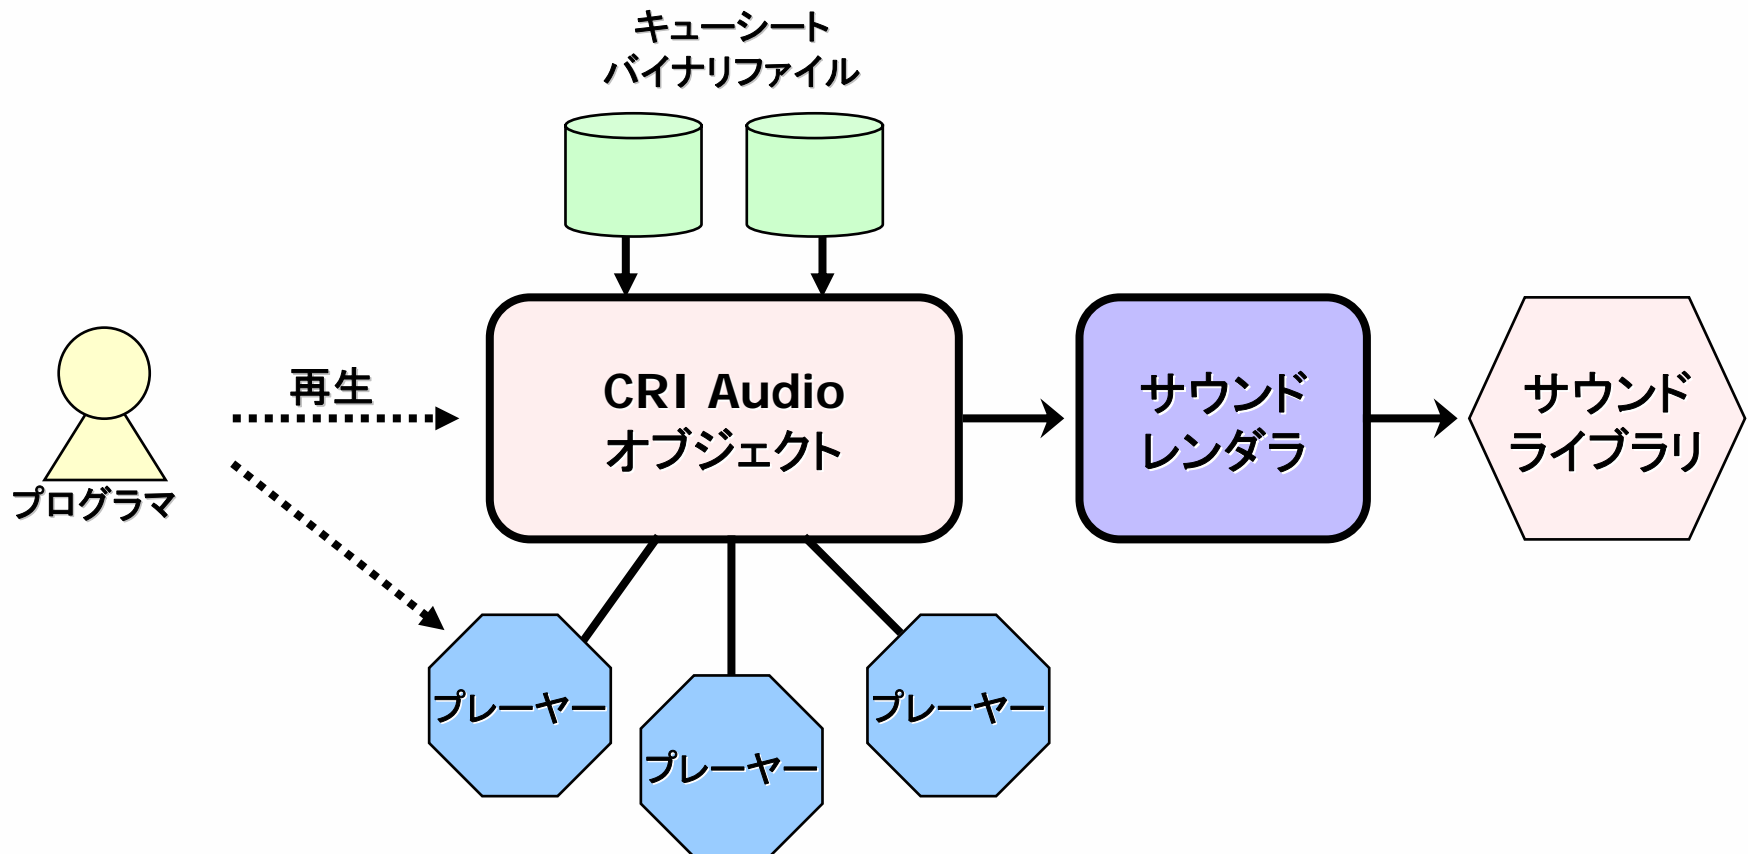 キューシート
バイナリファイル
再生
プログラマ
CRI Audio
オブジェクト
サウンド
レンダラ
サウンド
ライブラリ
プレーヤー
プレーヤー
プレーヤー